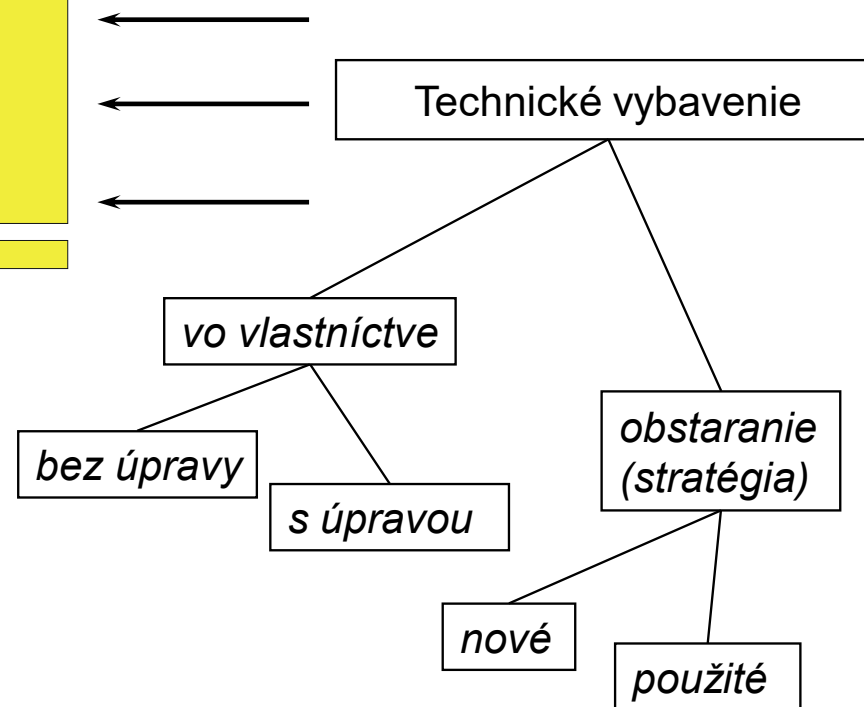 Technické vybavenie
vo vlastníctve
bez úpravy
s úpravou
obstaranie
(stratégia)
nové
použité